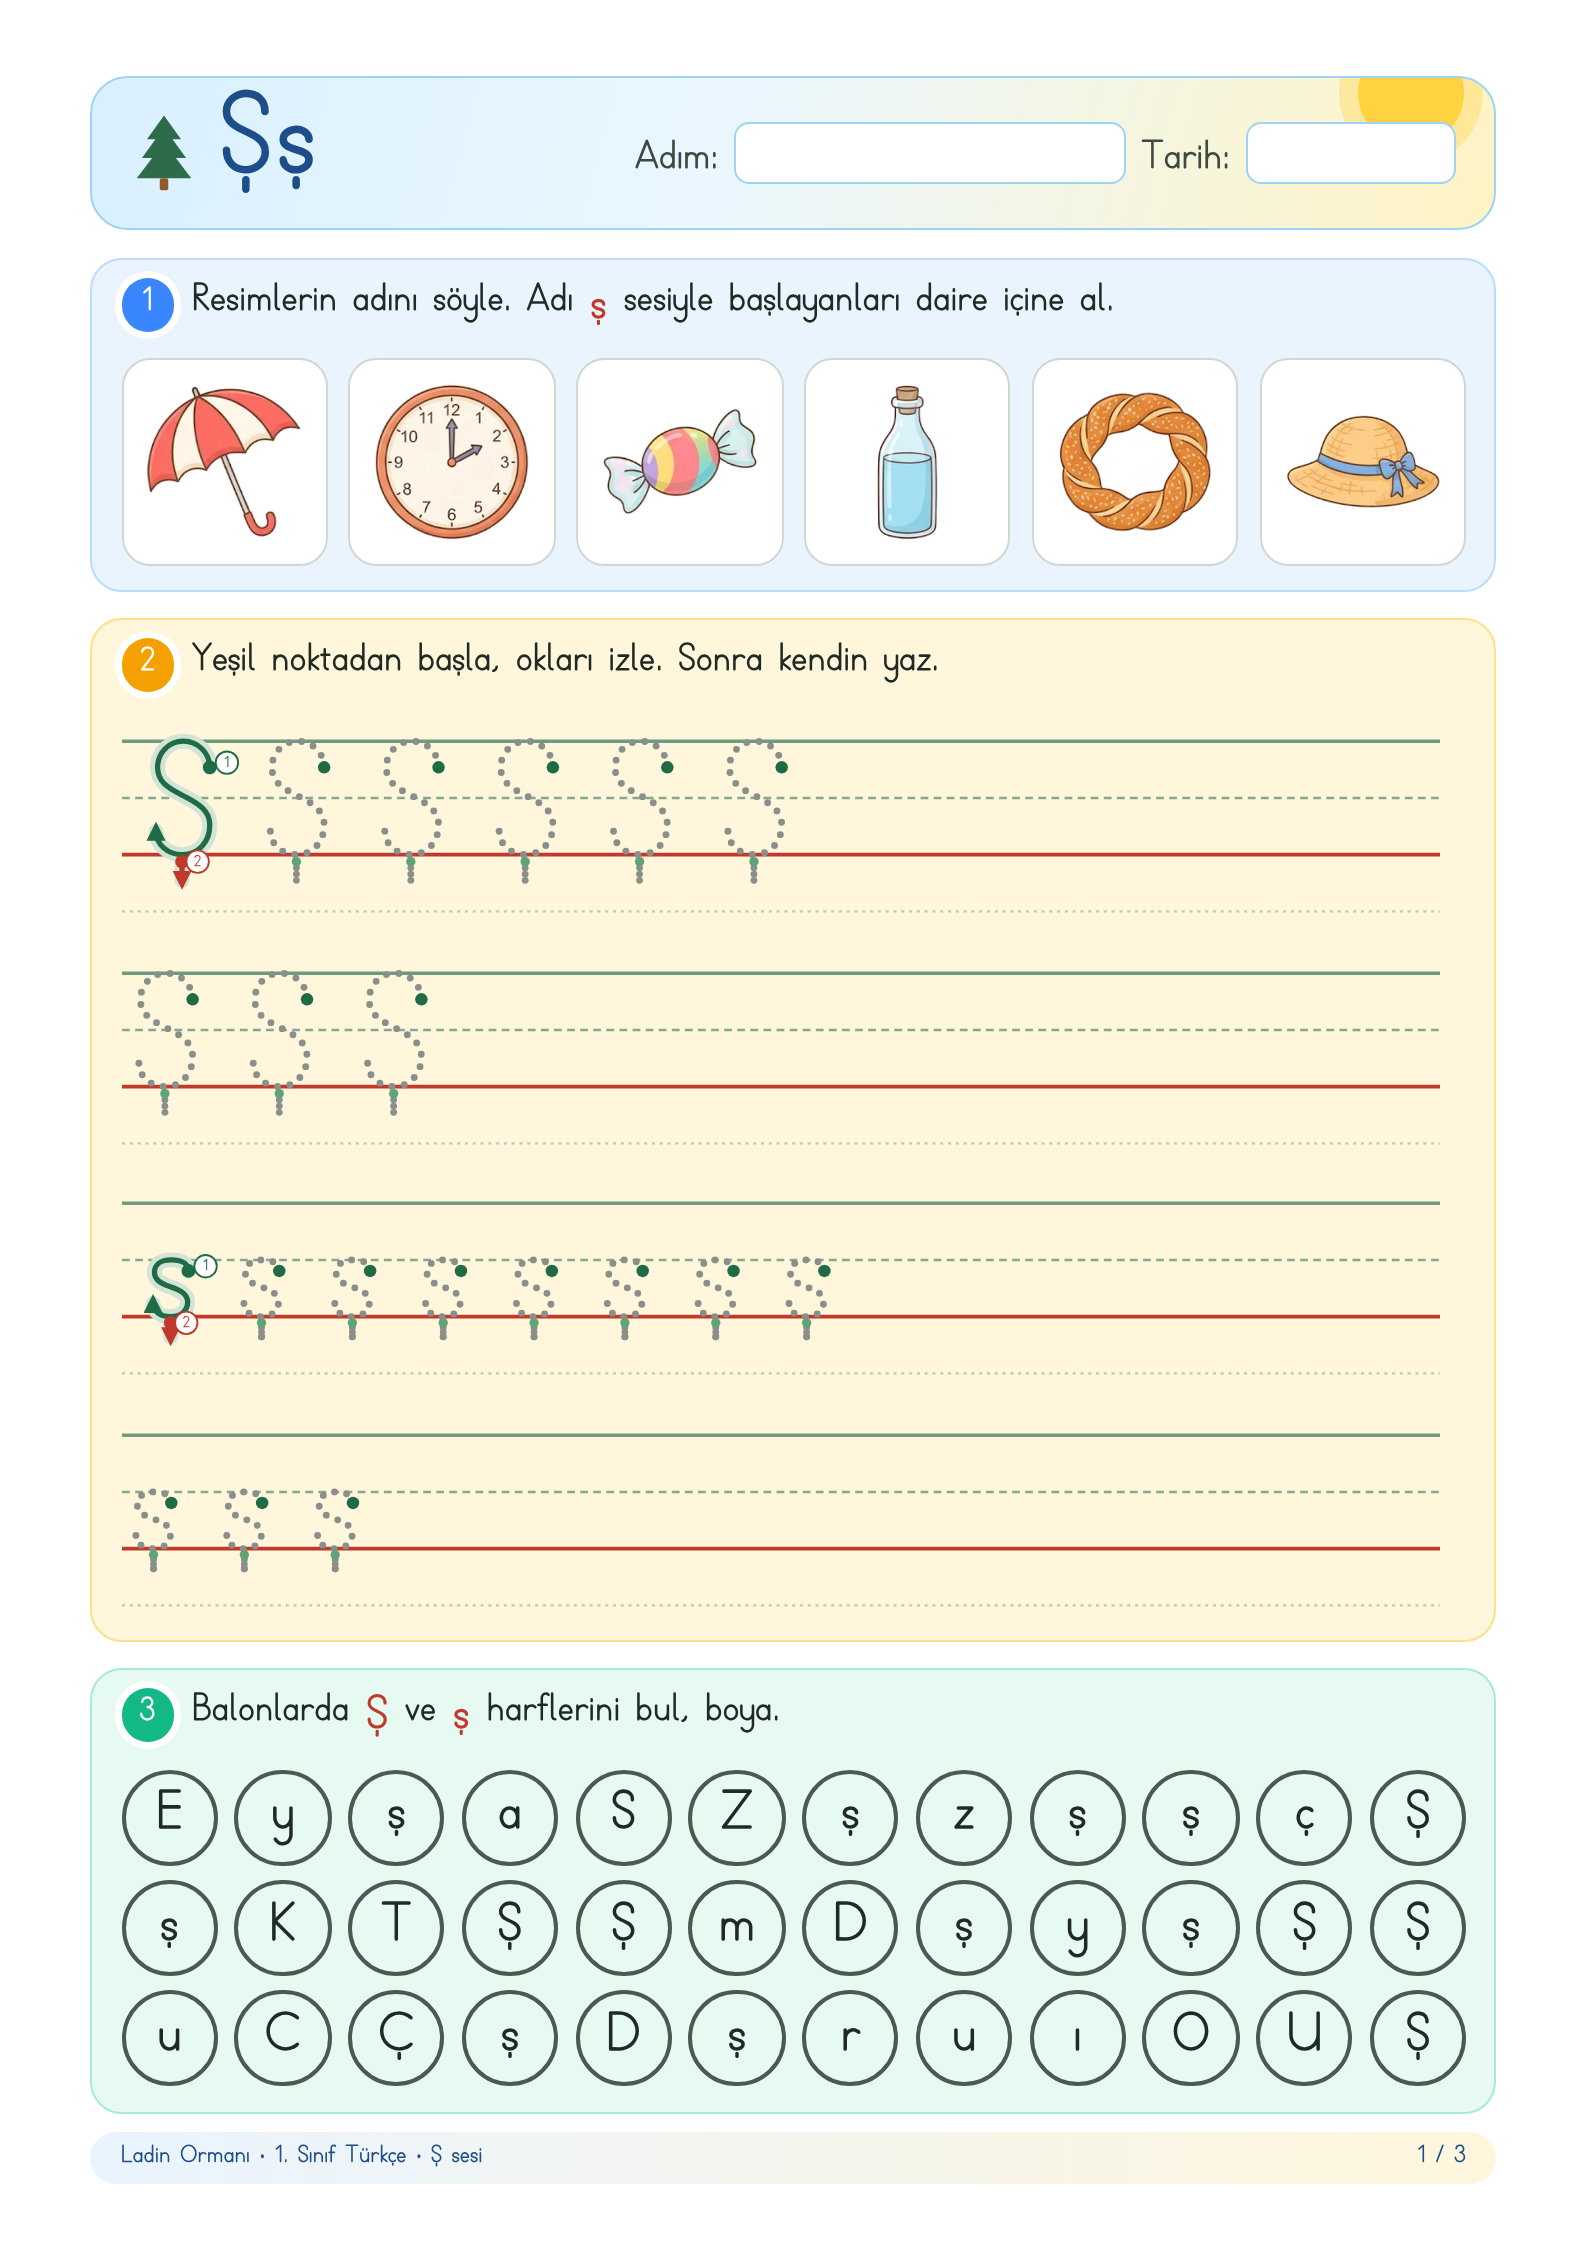 Şş
Adım: Tarih:
1 Resimlerin adını söyle. Adı ş sesiyle başlayanları daire içine al.
11 12 1
10 2
9 3
8 4
7 6 5
2 Yeşil noktadan başla, okları izle. Sonra kendin yaz.
Ş 1 2 Ş Ş Ş Ş Ş
Ş Ş Ş
ş 1 2 ş ş ş ş ş ş ş
ş ş ş
3 Balonlarda Ş ve ş harflerini bul, boya.
E y ş a S Z ş z ş ş ç Ş
ş K T Ş Ş m D ş y ş Ş Ş
u C Ç ş D ş r u ı O U Ş
Ladin Ormanı • 1. Sınıf Türkçe • Ş sesi 1 / 3